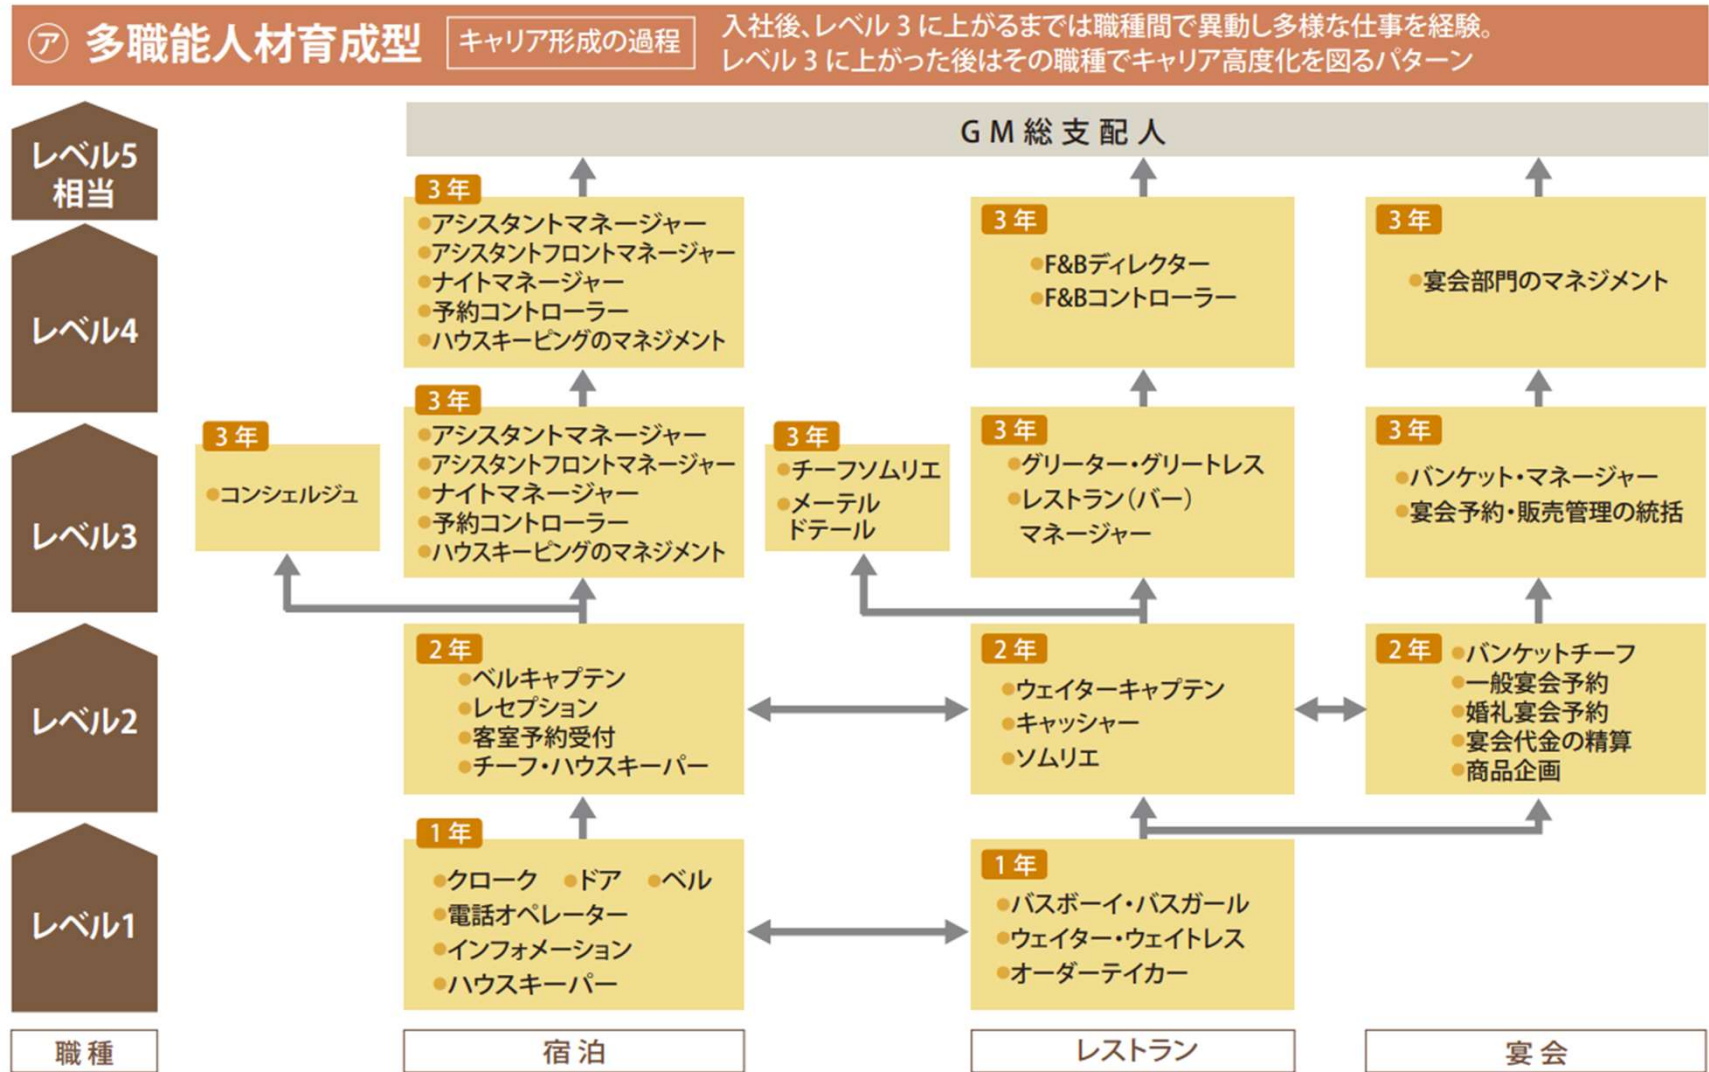 ㋐ 多職能人材育成型
キャリア形成の過程
入社後、レベル3に上がるまでは職種間で異動し多様な仕事を経験。
レベル3に上がった後はその職種でキャリア高度化を図るパターン
レベル5
相当
GM総支配人
レベル4
3年
●アシスタントマネージャー
●アシスタントフロントマネージャー
●ナイトマネージャー
●予約コントローラー
●ハウスキーピングのマネジメント
3年
●F&Bディレクター
●F&Bコントローラー
3年
●宴会部門のマネジメント
レベル3
3年
●コンシェルジュ
3年
●アシスタントマネージャー
●アシスタントフロントマネージャー
●ナイトマネージャー
●予約コントローラー
●ハウスキーピングのマネジメント
3年
●チーフソムリエ
●メーテル
ドテール
3年
●グリーター・グリートレス
●レストラン(バー)
マネージャー
3年
●バンケット・マネージャー
●宴会予約・販売管理の統括
レベル2
2年
●ベルキャプテン
●レセプション
●客室予約受付
●チーフ・ハウスキーパー
2年
●ウェイターキャプテン
●キャッシャー
●ソムリエ
2年
●バンケットチーフ
●一般宴会予約
●婚礼宴会予約
●宴会代金の精算
●商品企画
レベル1
1年
●クローク ●ドア ●ベル
●電話オペレーター
●インフォメーション
●ハウスキーパー
1年
●バスボーイ・バスガール
●ウェイター・ウェイトレス
●オーダーテイカー
職種
宿泊
レストラン
宴会